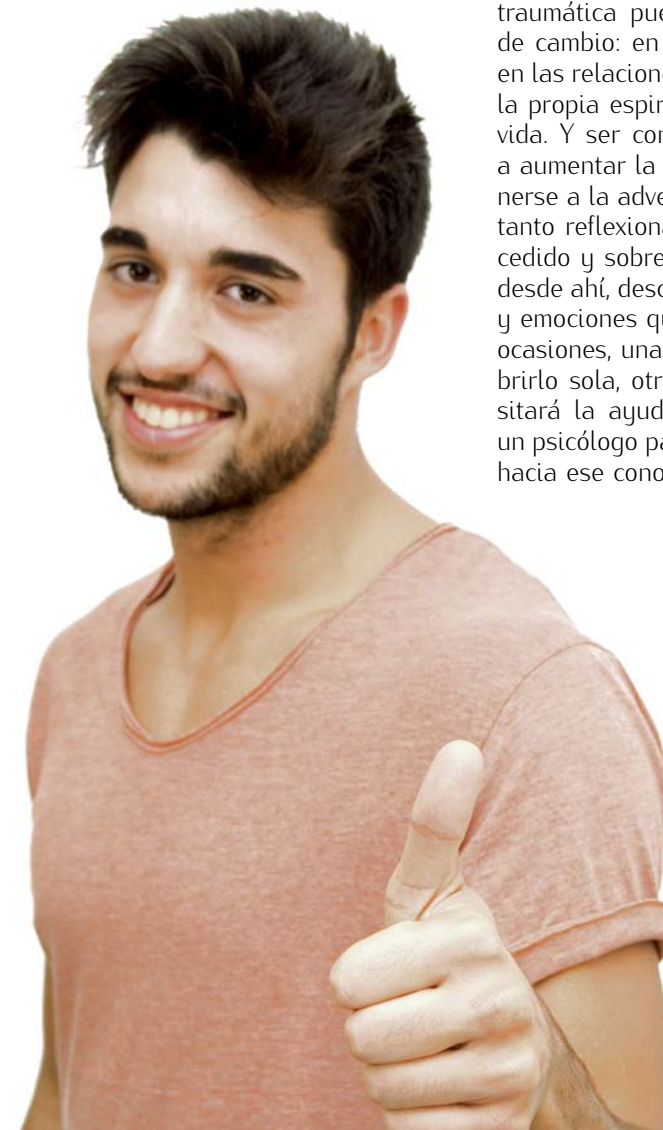 traumática pue
de cambio: en
en las relacione
la propia espir
vida. Y ser con
a aumentar la
nerse a la adve
tanto reflexiona
cedido y sobre
desde ahí, desc
y emociones qu
ocasiones, una
brirlo sola, otr
sitará la ayud
un psicólogo pa
hacia ese cono